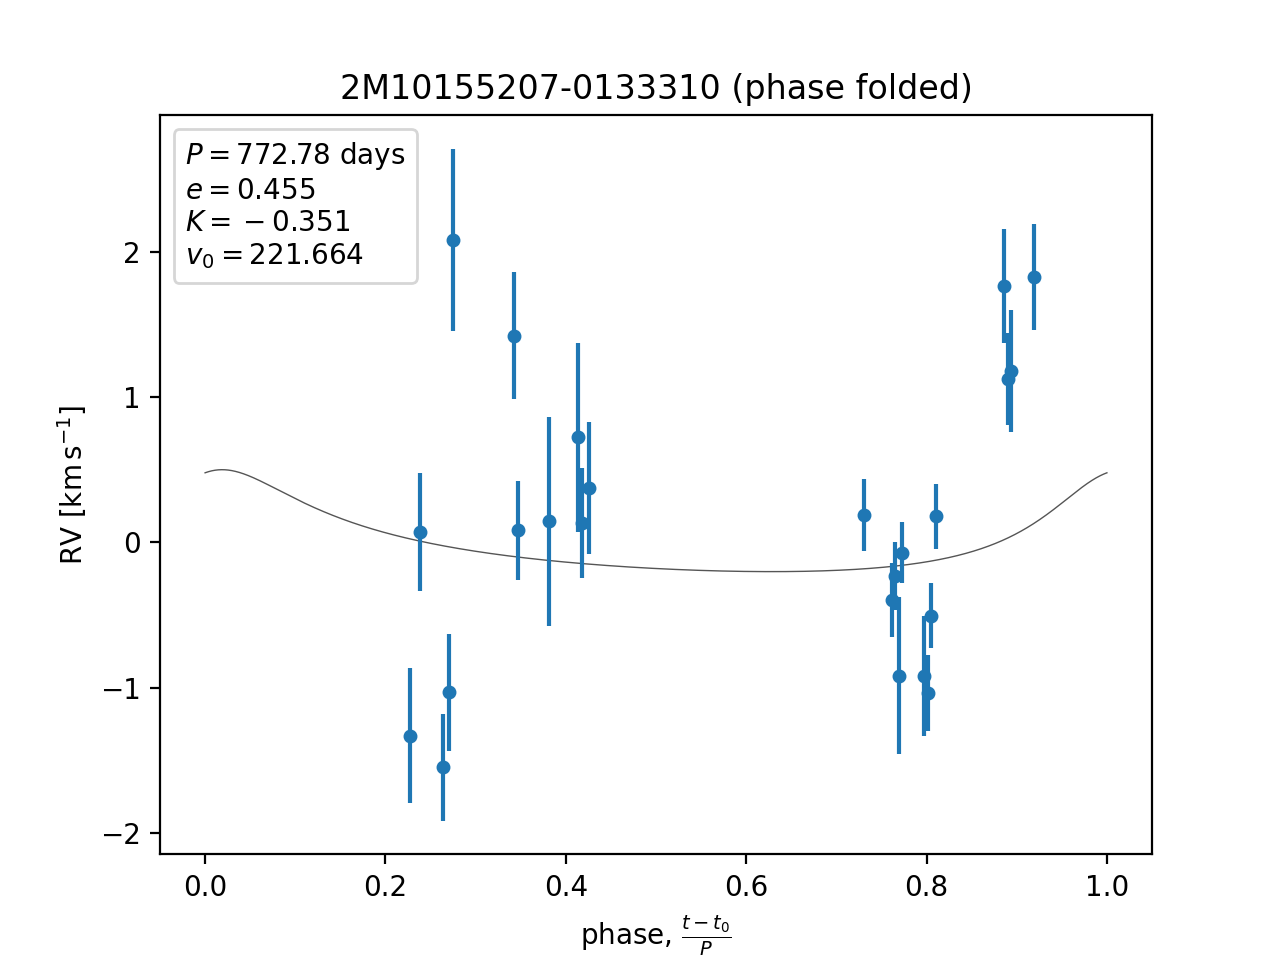 2M10155207-0133310 (phase folded)
P = 772.78 days
e = 0.455
K = −0.351
v₀ = 221.664
RV [km s⁻¹]
2
1
0
−1
−2
0.0 0.2 0.4 0.6 0.8 1.0
phase, (t − t₀)/P